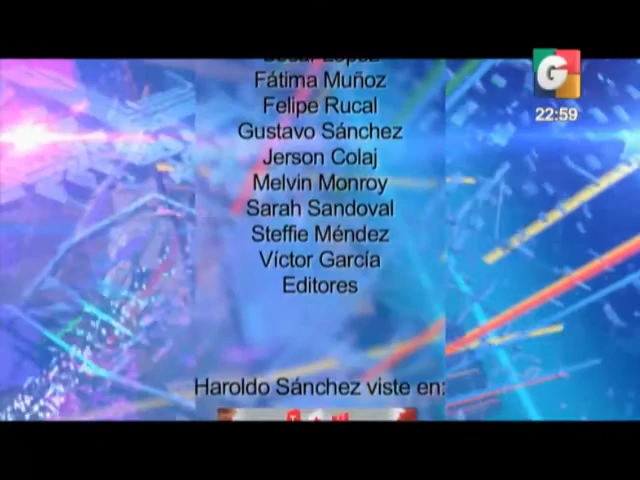 Fátima Muñoz
Felipe Rucal
Gustavo Sánchez
Jerson Colaj
Melvin Monroy
Sarah Sandoval
Steffie Méndez
Víctor García
Editores
Haroldo Sánchez viste en:
G
22:59